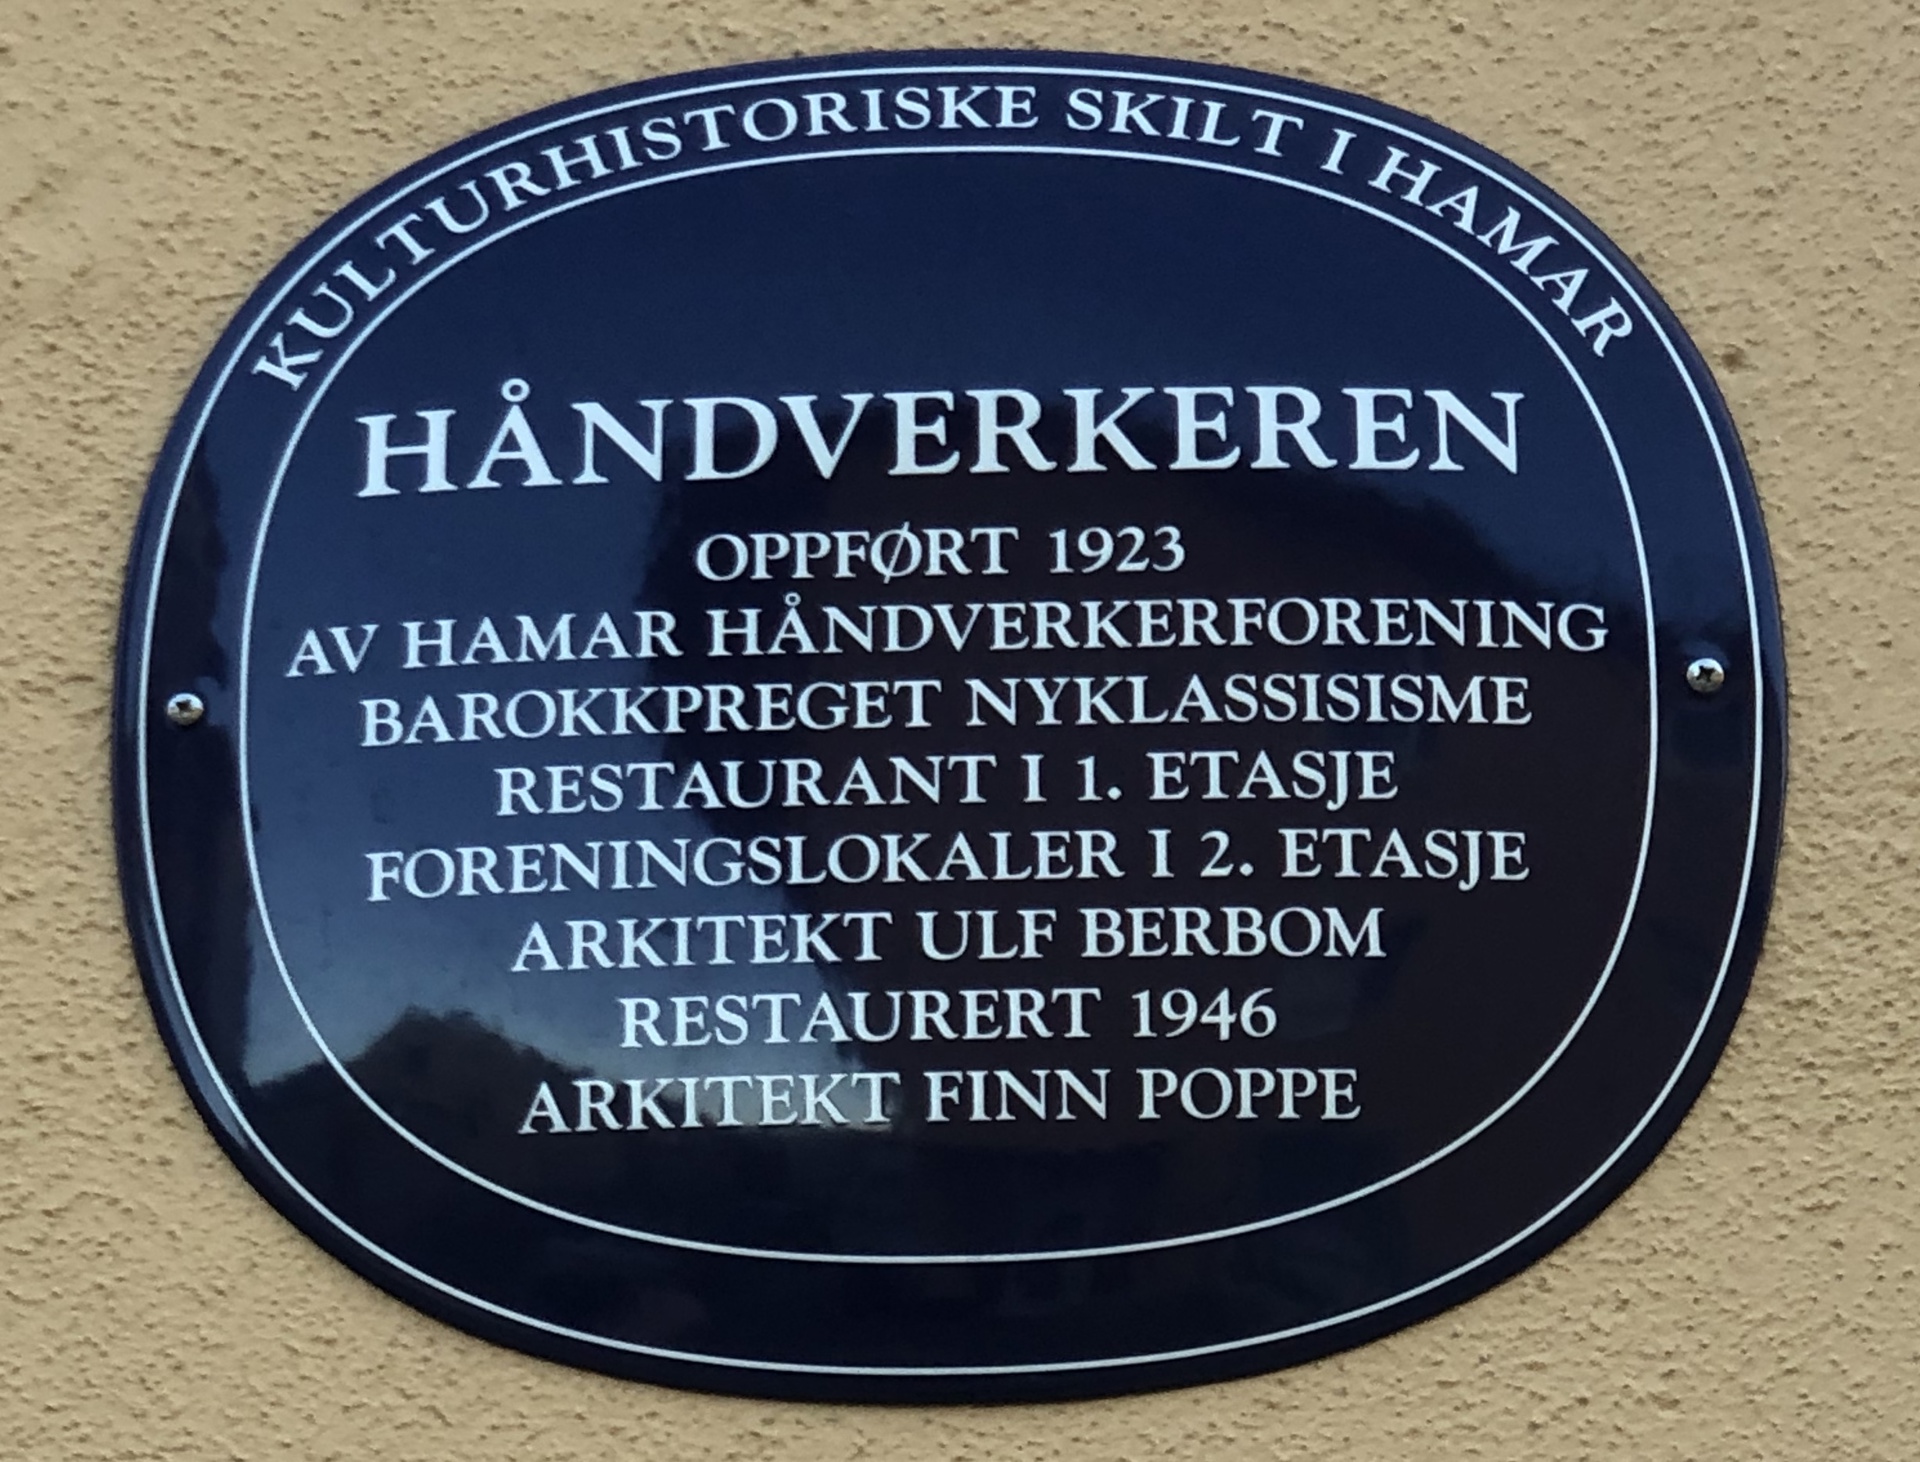 KULTURHISTORISKE SKILT I HAMAR
HÅNDVERKEREN
OPPFØRT 1923
AV HAMAR HÅNDVERKERFORENING
BAROKKPREGET NYKLASSISISME
RESTAURANT I 1. ETASJE
FORENINGSLOKALER I 2. ETASJE
ARKITEKT ULF BERBOM
RESTAURERT 1946
ARKITEKT FINN POPPE